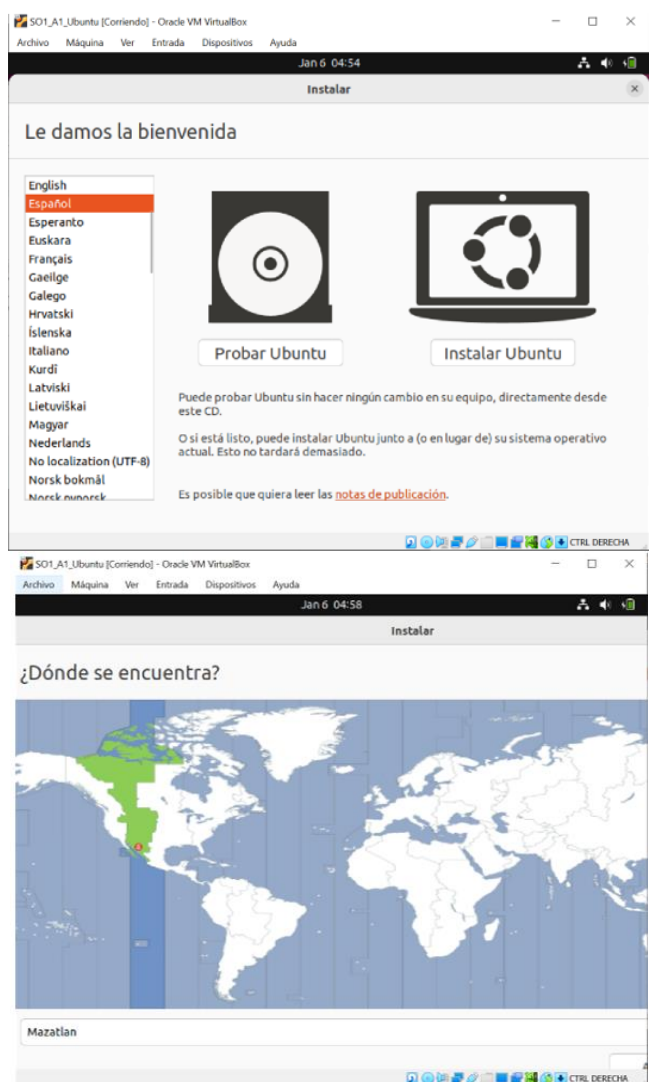 SO1_A1_Ubuntu [Corriendo] - Oracle VM VirtualBox
Archivo Máquina Ver Entrada Dispositivos Ayuda
Jan 6 04:54
Instalar
Le damos la bienvenida
English
Español
Esperanto
Euskara
Français
Gaeilge
Galego
Hrvatski
Íslenska
Italiano
Kurdî
Latviski
Lietuviškai
Magyar
Nederlands
No localization (UTF-8)
Norsk bokmål
Norsk nynorsk
Probar Ubuntu
Instalar Ubuntu
Puede probar Ubuntu sin hacer ningún cambio en su equipo, directamente desde
este CD.
O si está listo, puede instalar Ubuntu junto a (o en lugar de) su sistema operativo
actual. Esto no tardará demasiado.
Es posible que quiera leer las notas de publicación.
CTRL DERECHA
SO1_A1_Ubuntu [Corriendo] - Oracle VM VirtualBox
Archivo Máquina Ver Entrada Dispositivos Ayuda
Jan 6 04:58
Instalar
¿Dónde se encuentra?
Mazatlan
CTRL DERECHA